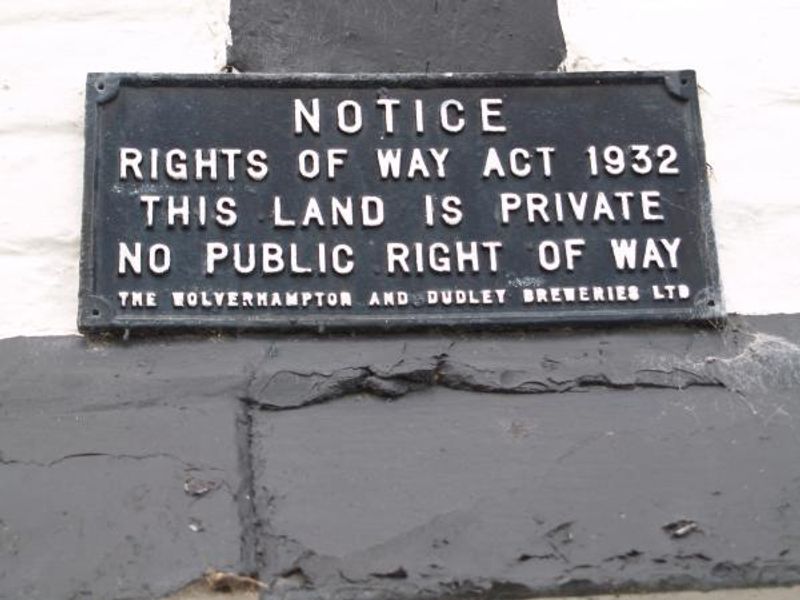 NOTICE
RIGHTS OF WAY ACT 1932
THIS LAND IS PRIVATE
NO PUBLIC RIGHT OF WAY
THE WOLVERHAMPTON AND DUDLEY BREWERIES LTD